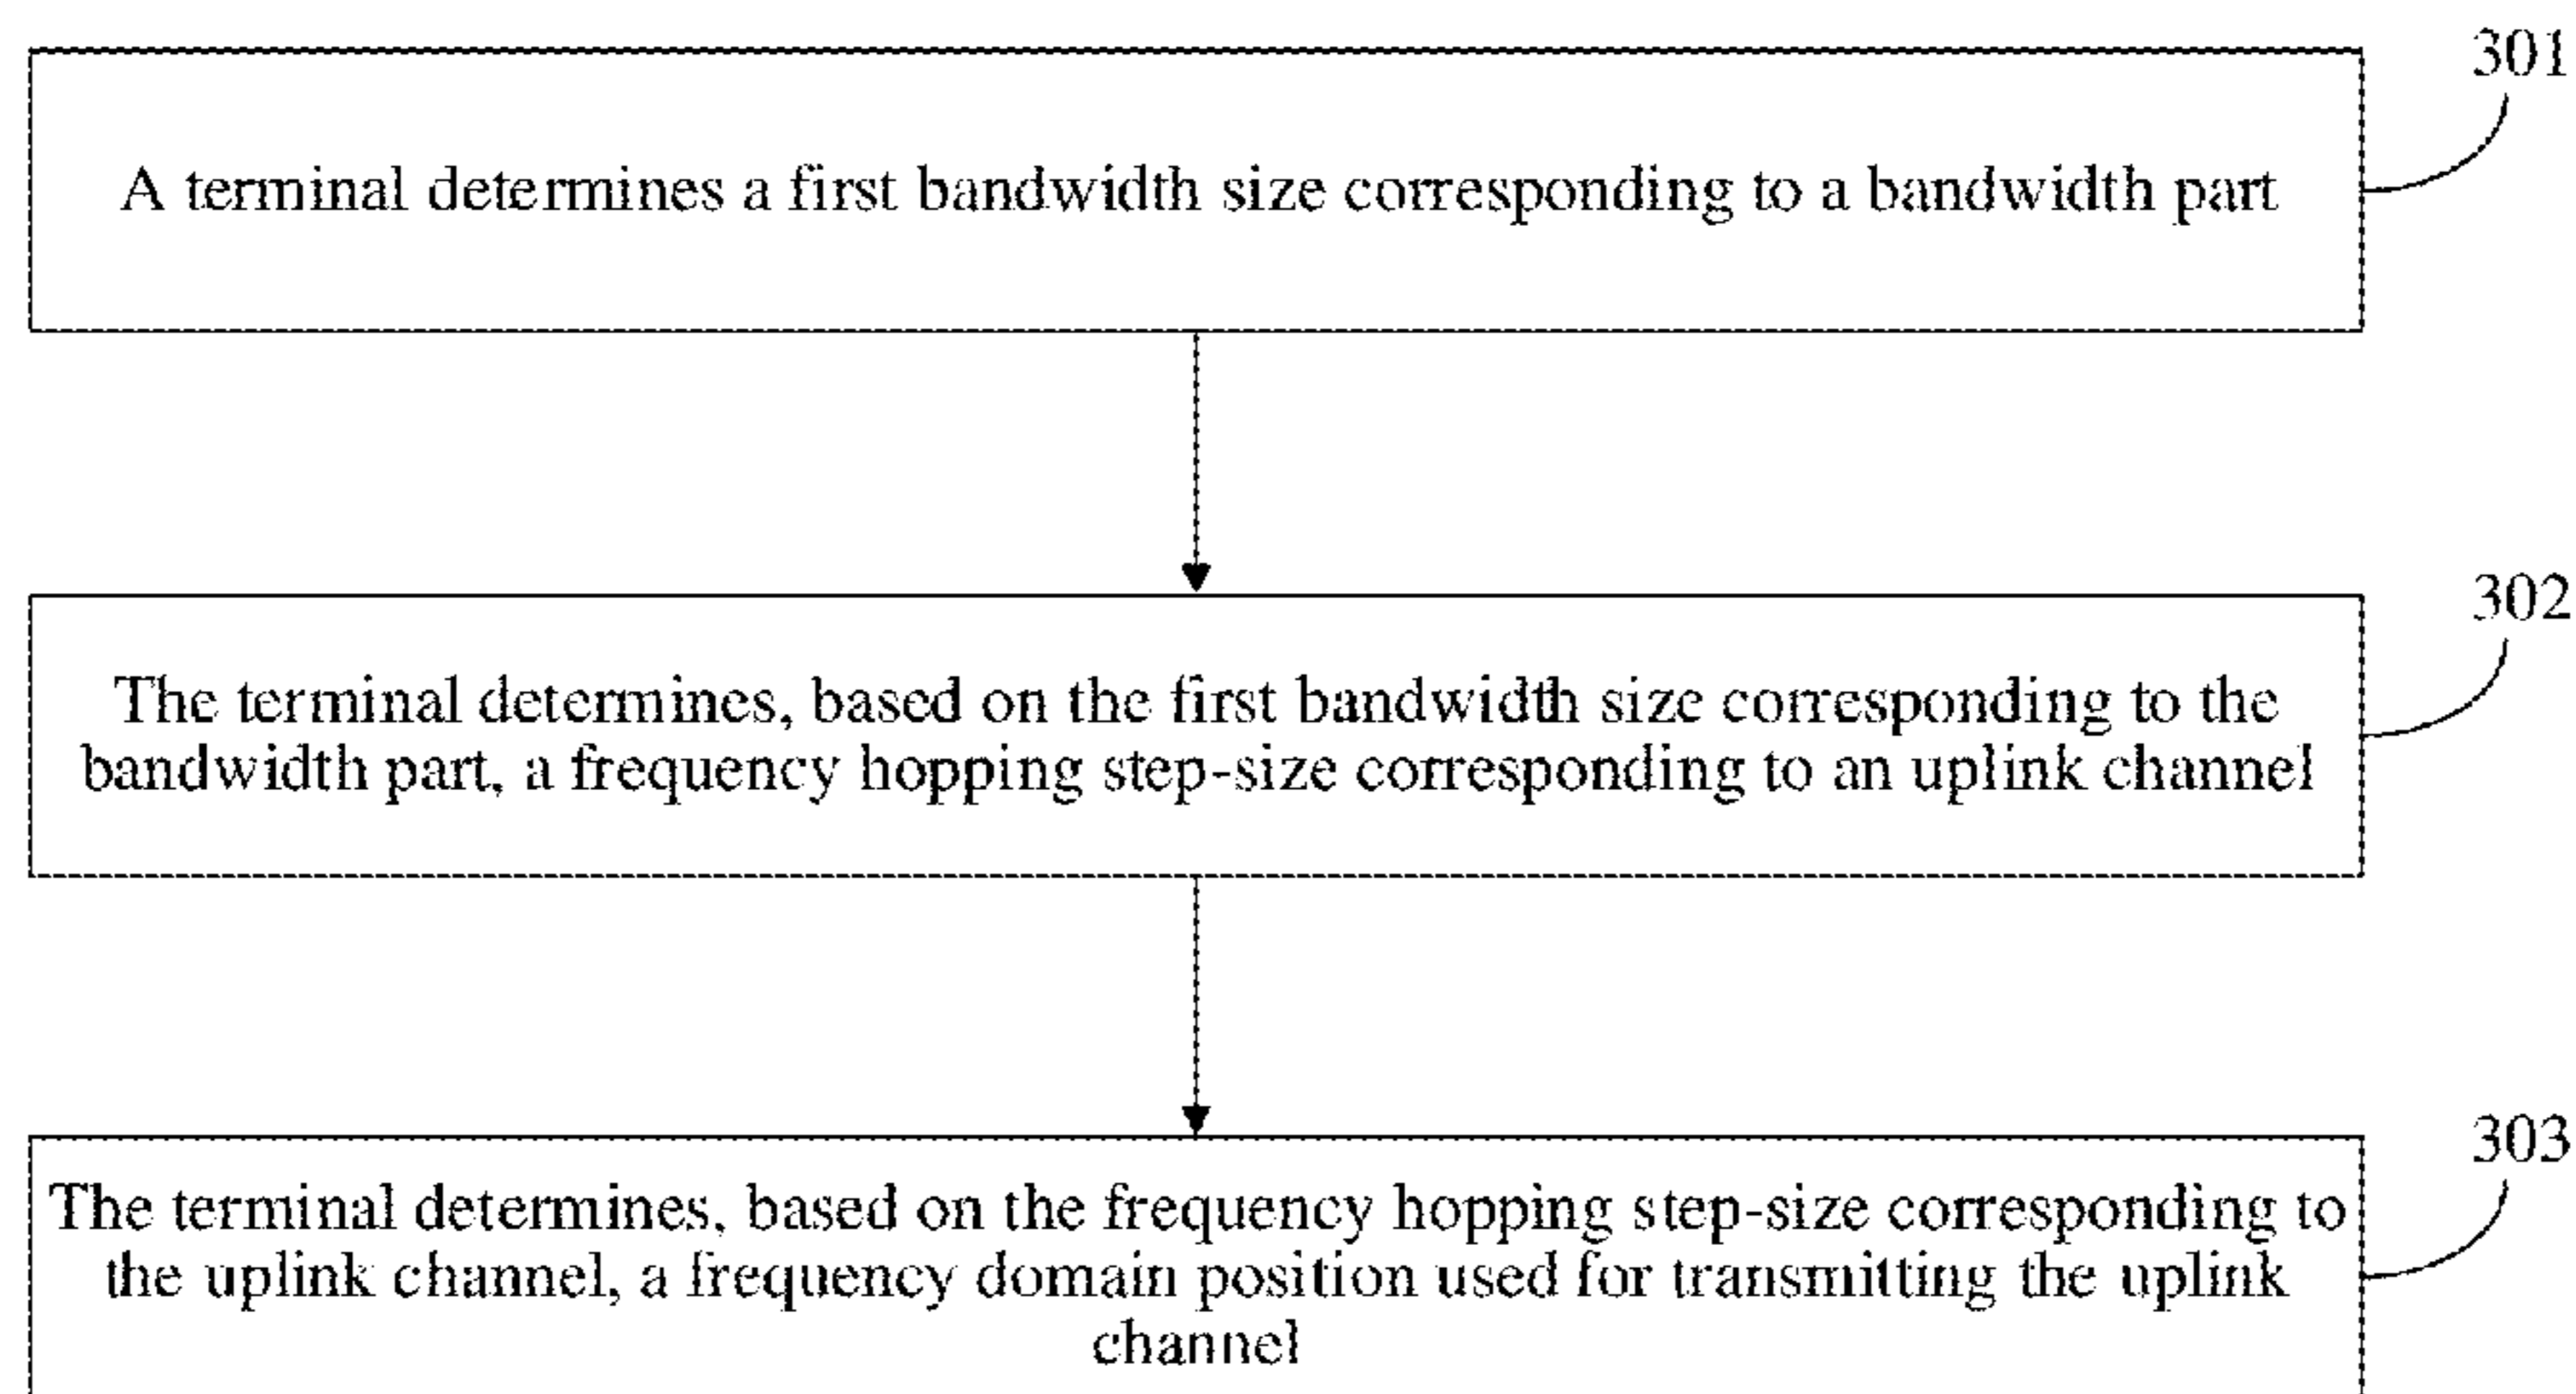 301
A terminal determines a first bandwidth size corresponding to a bandwidth part
302
The terminal determines, based on the first bandwidth size corresponding to the
bandwidth part, a frequency hopping step-size corresponding to an uplink channel
303
The terminal determines, based on the frequency hopping step-size corresponding to
the uplink channel, a frequency domain position used for transmitting the uplink
channel